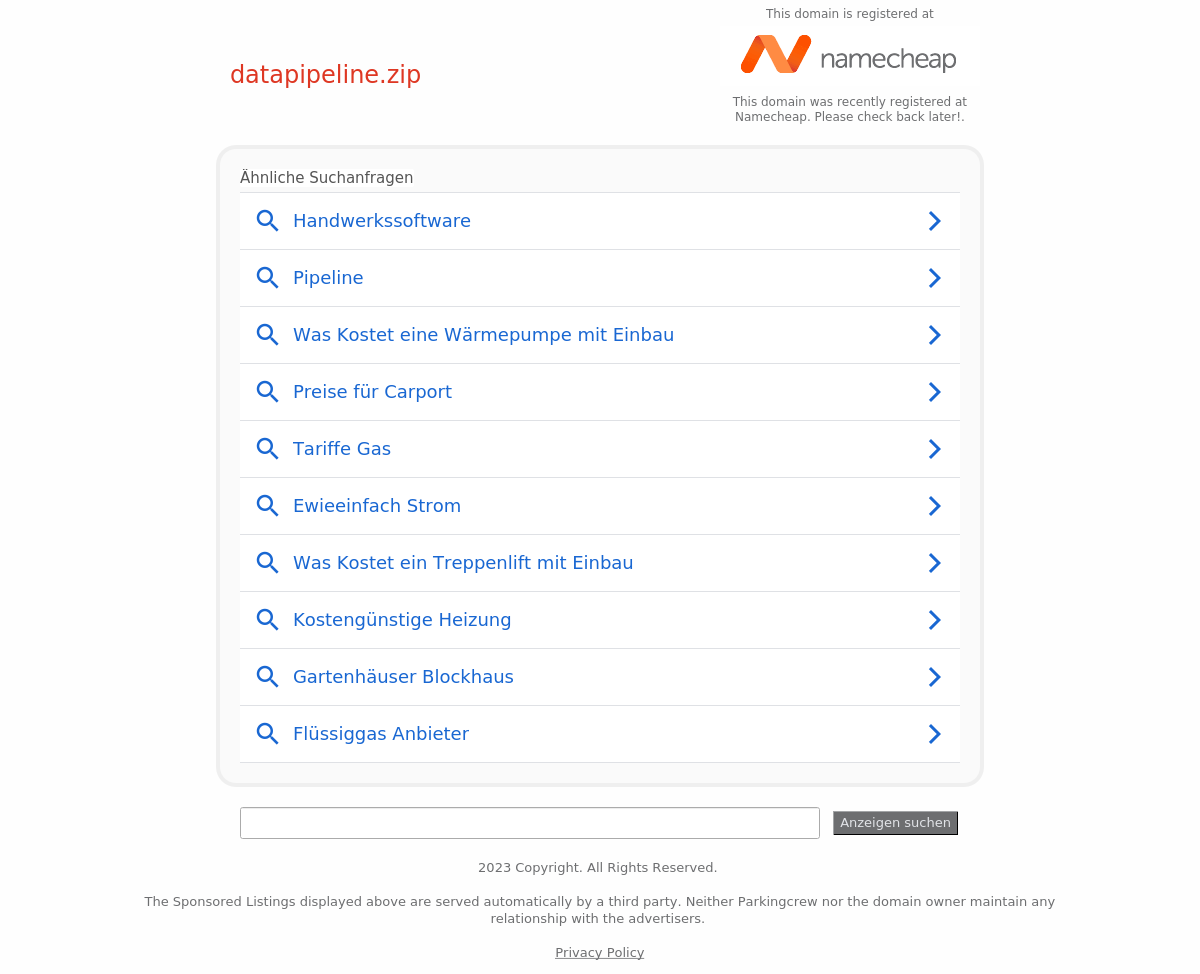 This domain is registered at
namecheap
datapipeline.zip
This domain was recently registered at
Namecheap. Please check back later!.
Ähnliche Suchanfragen
Handwerkssoftware
Pipeline
Was Kostet eine Wärmepumpe mit Einbau
Preise für Carport
Tariffe Gas
Ewieeinfach Strom
Was Kostet ein Treppenlift mit Einbau
Kostengünstige Heizung
Gartenhäuser Blockhaus
Flüssiggas Anbieter
Anzeigen suchen
2023 Copyright. All Rights Reserved.
The Sponsored Listings displayed above are served automatically by a third party. Neither Parkingcrew nor the domain owner maintain any
relationship with the advertisers.
Privacy Policy